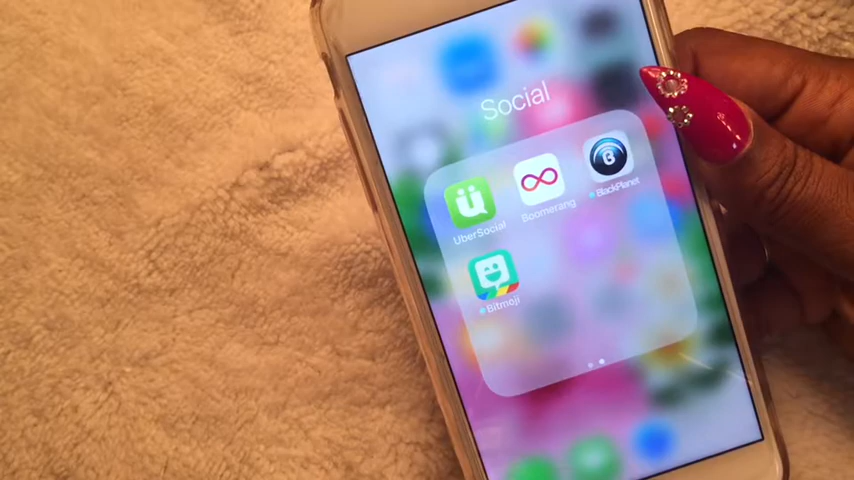 Social
UberSocial
Boomerang
BlackPlanet
Bitmoji